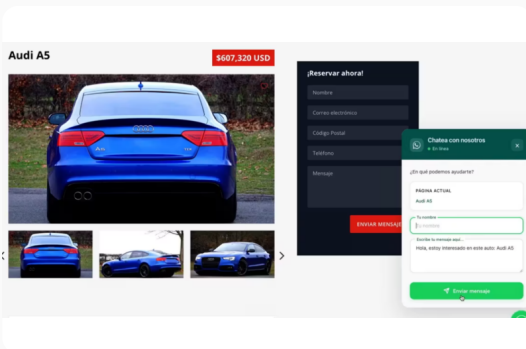 Audi A5
$607,320 USD
¡Reservar ahora!
Nombre
Correo electrónico
Código Postal
Teléfono
Mensaje
ENVIAR MENSAJE
Chatea con nosotros
En línea
¿En qué podemos ayudarte?
PÁGINA ACTUAL
Audi A5
Tu nombre
Tu nombre
Escribe tu mensaje aquí...
Hola, estoy interesado en este auto: Audi A5
Enviar mensaje